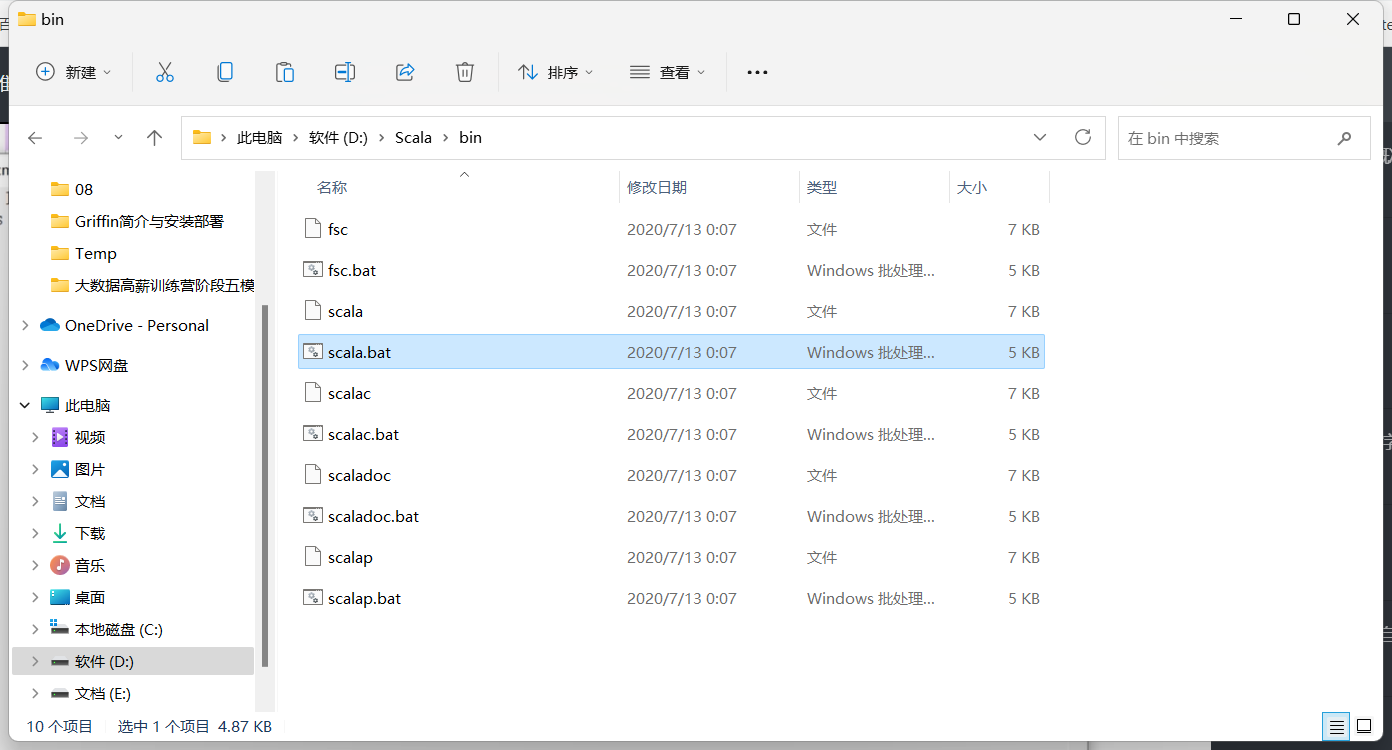 bin
新建
排序
查看
此电脑 软件 (D:) Scala bin
在 bin 中搜索
08
Griffin简介与安装部署
Temp
大数据高薪训练营阶段五模
OneDrive - Personal
WPS网盘
此电脑
视频
图片
文档
下载
音乐
桌面
本地磁盘 (C:)
软件 (D:)
文档 (E:)
名称 修改日期 类型 大小
fsc 2020/7/13 0:07 文件 7 KB
fsc.bat 2020/7/13 0:07 Windows 批处理... 5 KB
scala 2020/7/13 0:07 文件 7 KB
scala.bat 2020/7/13 0:07 Windows 批处理... 5 KB
scalac 2020/7/13 0:07 文件 7 KB
scalac.bat 2020/7/13 0:07 Windows 批处理... 5 KB
scaladoc 2020/7/13 0:07 文件 7 KB
scaladoc.bat 2020/7/13 0:07 Windows 批处理... 5 KB
scalap 2020/7/13 0:07 文件 7 KB
scalap.bat 2020/7/13 0:07 Windows 批处理... 5 KB
10 个项目 选中 1 个项目 4.87 KB